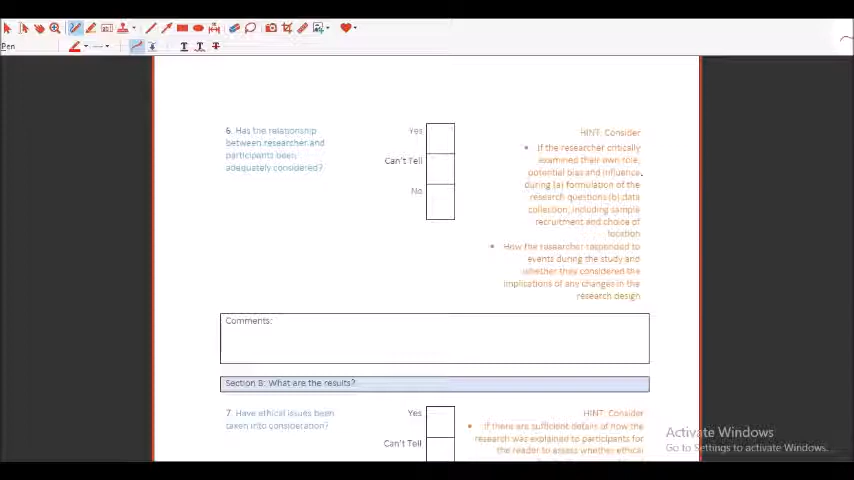 Pen
6. Has the relationship
between researcher and
participants been
adequately considered?
Yes
Can't Tell
No
HINT: Consider
• If the researcher critically
examined their own role,
potential bias and influence
during (a) formulation of the
research questions (b) data
collection, including sample
recruitment and choice of
location
• How the researcher responded to
events during the study and
whether they considered the
implications of any changes in the
research design
Comments:
Section B: What are the results?
7. Have ethical issues been
taken into consideration?
Yes
Can't Tell
HINT: Consider
• If there are sufficient details of how the
research was explained to participants for
the reader to assess whether ethical
Activate Windows
Go to Settings to activate Windows.